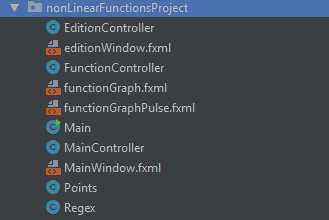 nonLinearFunctionsProject
EditionController
editionWindow.fxml
FunctionController
functionGraph.fxml
functionGraphPulse.fxml
Main
MainController
MainWindow.fxml
Points
Regex